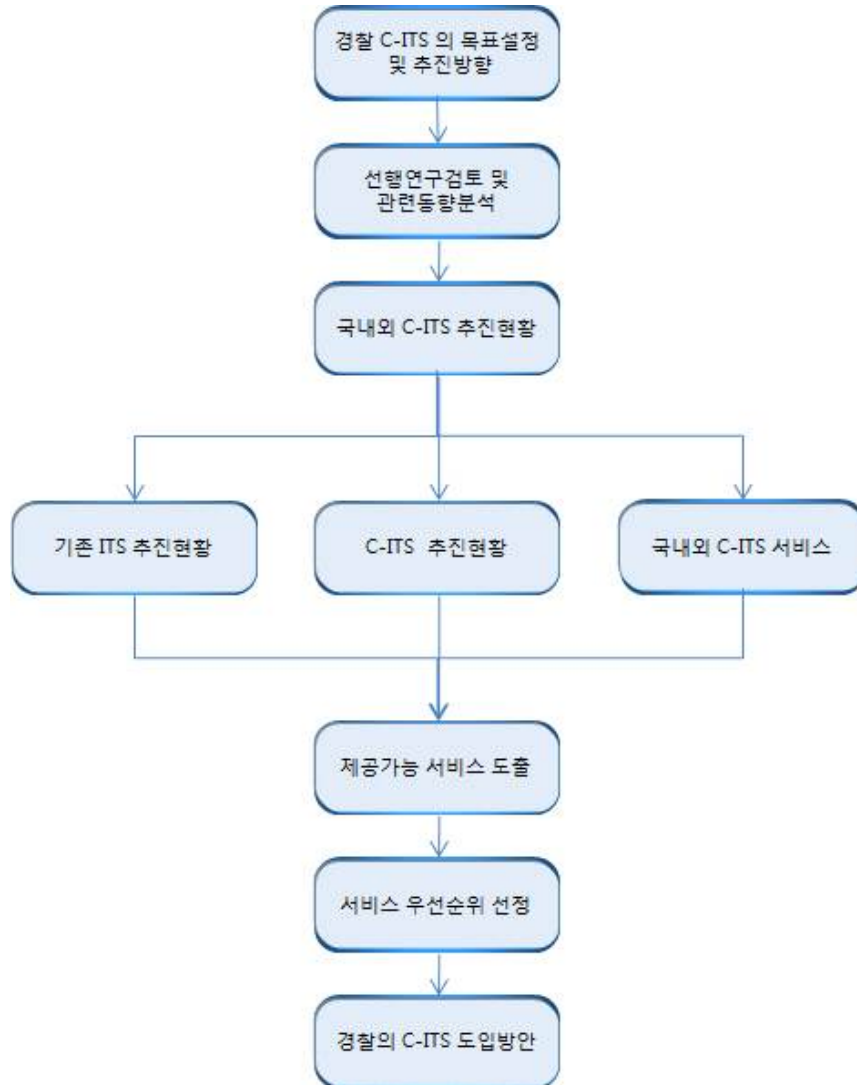 경찰 C-ITS 의 목표설정
및 추진방향
선행연구검토 및
관련동향분석
국내외 C-ITS 추진현황
기존 ITS 추진현황
C-ITS 추진현황
국내외 C-ITS 서비스
제공가능 서비스 도출
서비스 우선순위 선정
경찰의 C-ITS 도입방안